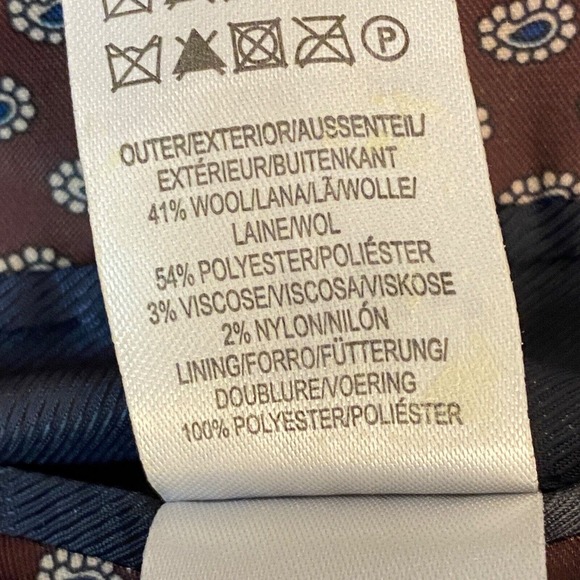 P
OUTER/EXTERIOR/AUSSENTEIL/
EXTÉRIEUR/BUITENKANT
41% WOOL/LANA/LÃ/WOLLE/
LAINE/WOL
54% POLYESTER/POLIÉSTER
3% VISCOSE/VISCOSA/VISKOSE
2% NYLON/NILÓN
LINING/FORRO/FÜTTERUNG/
DOUBLURE/VOERING
100% POLYESTER/POLIÉSTER